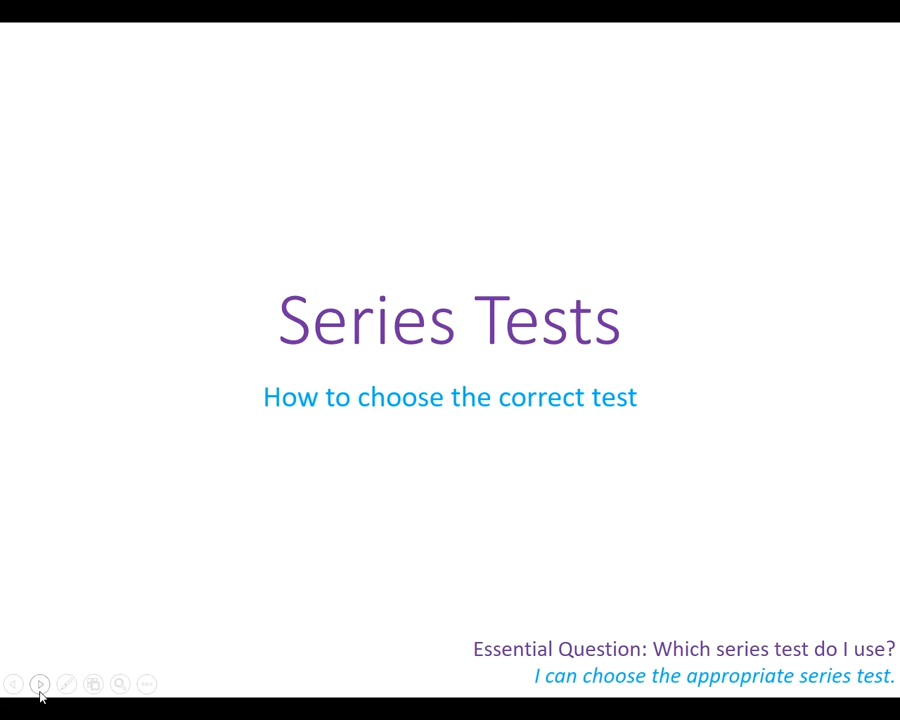 Series Tests
How to choose the correct test
Essential Question: Which series test do I use?
I can choose the appropriate series test.